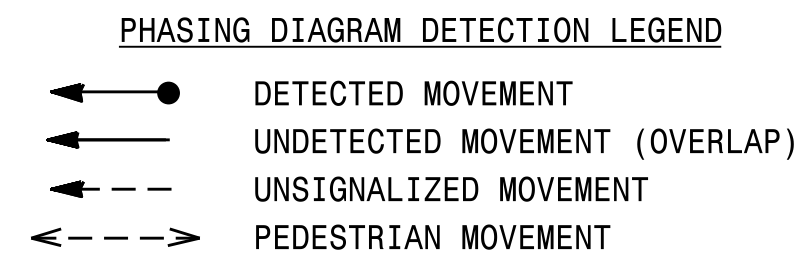 PHASING DIAGRAM DETECTION LEGEND
DETECTED MOVEMENT
UNDETECTED MOVEMENT (OVERLAP)
UNSIGNALIZED MOVEMENT
PEDESTRIAN MOVEMENT